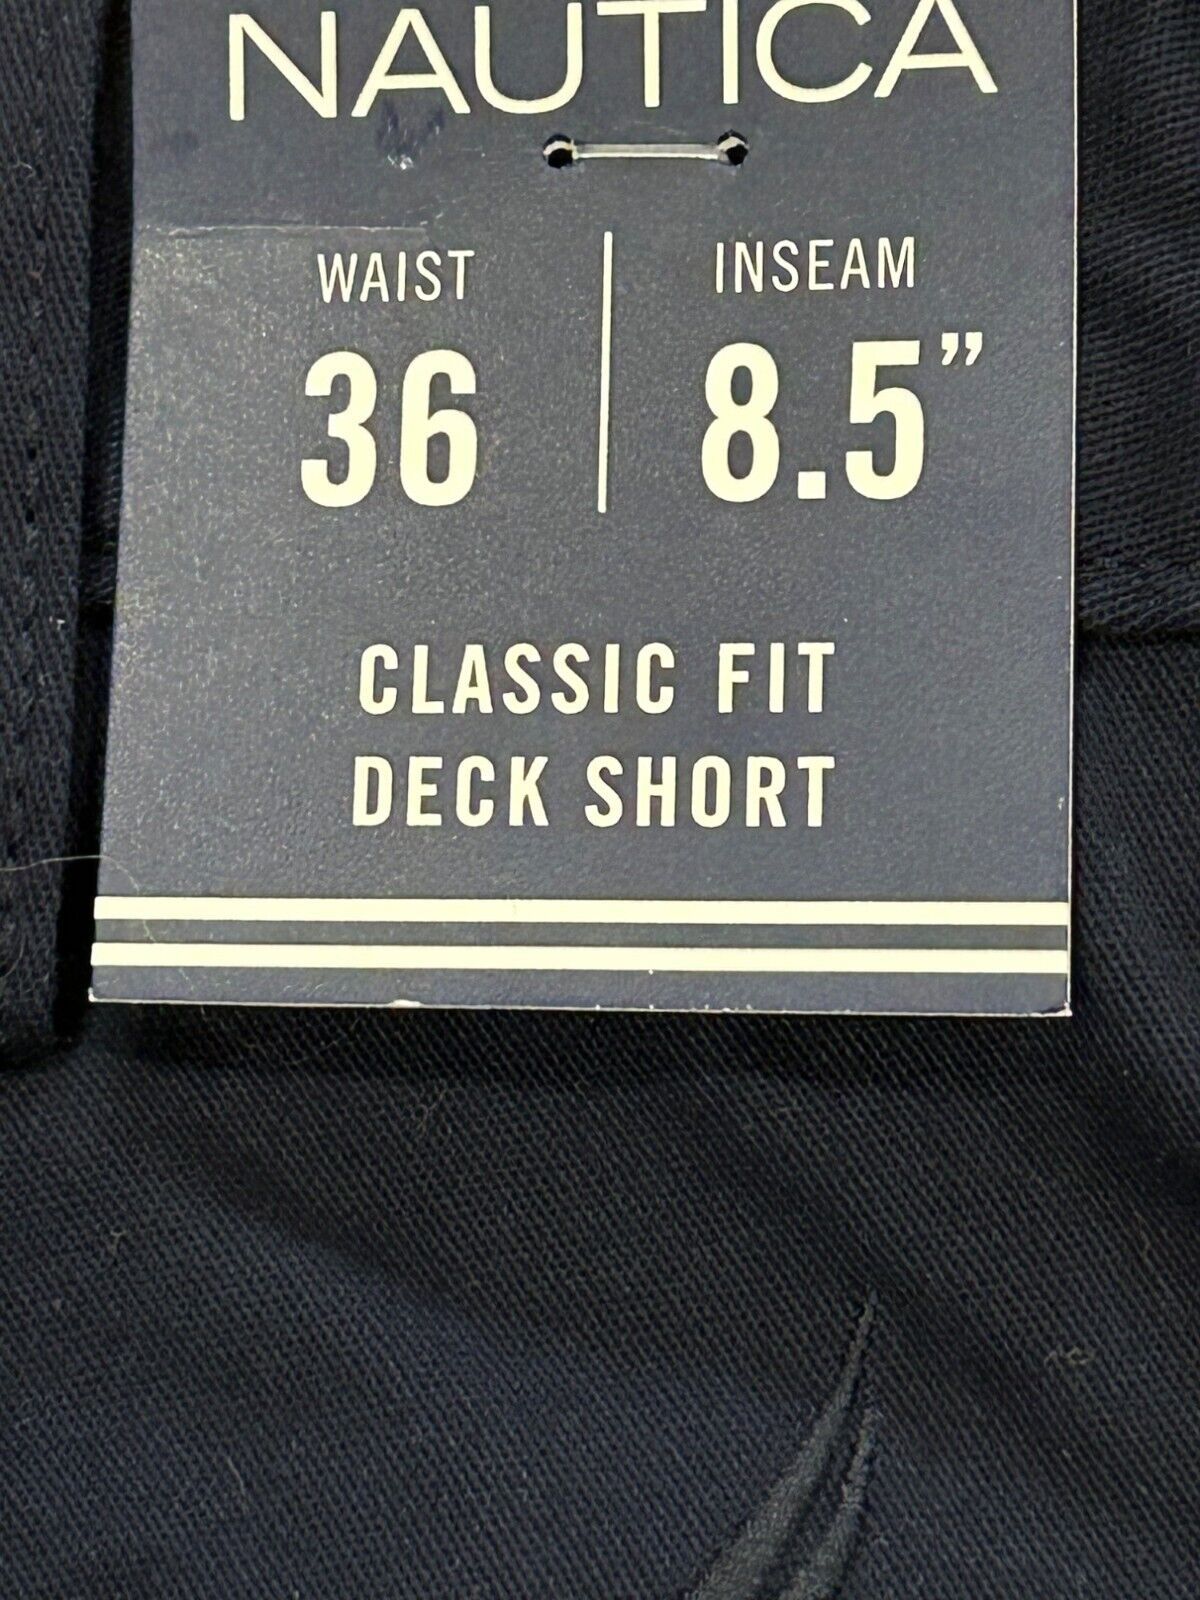 NAUTICA
WAIST INSEAM
36 8.5”
CLASSIC FIT
DECK SHORT